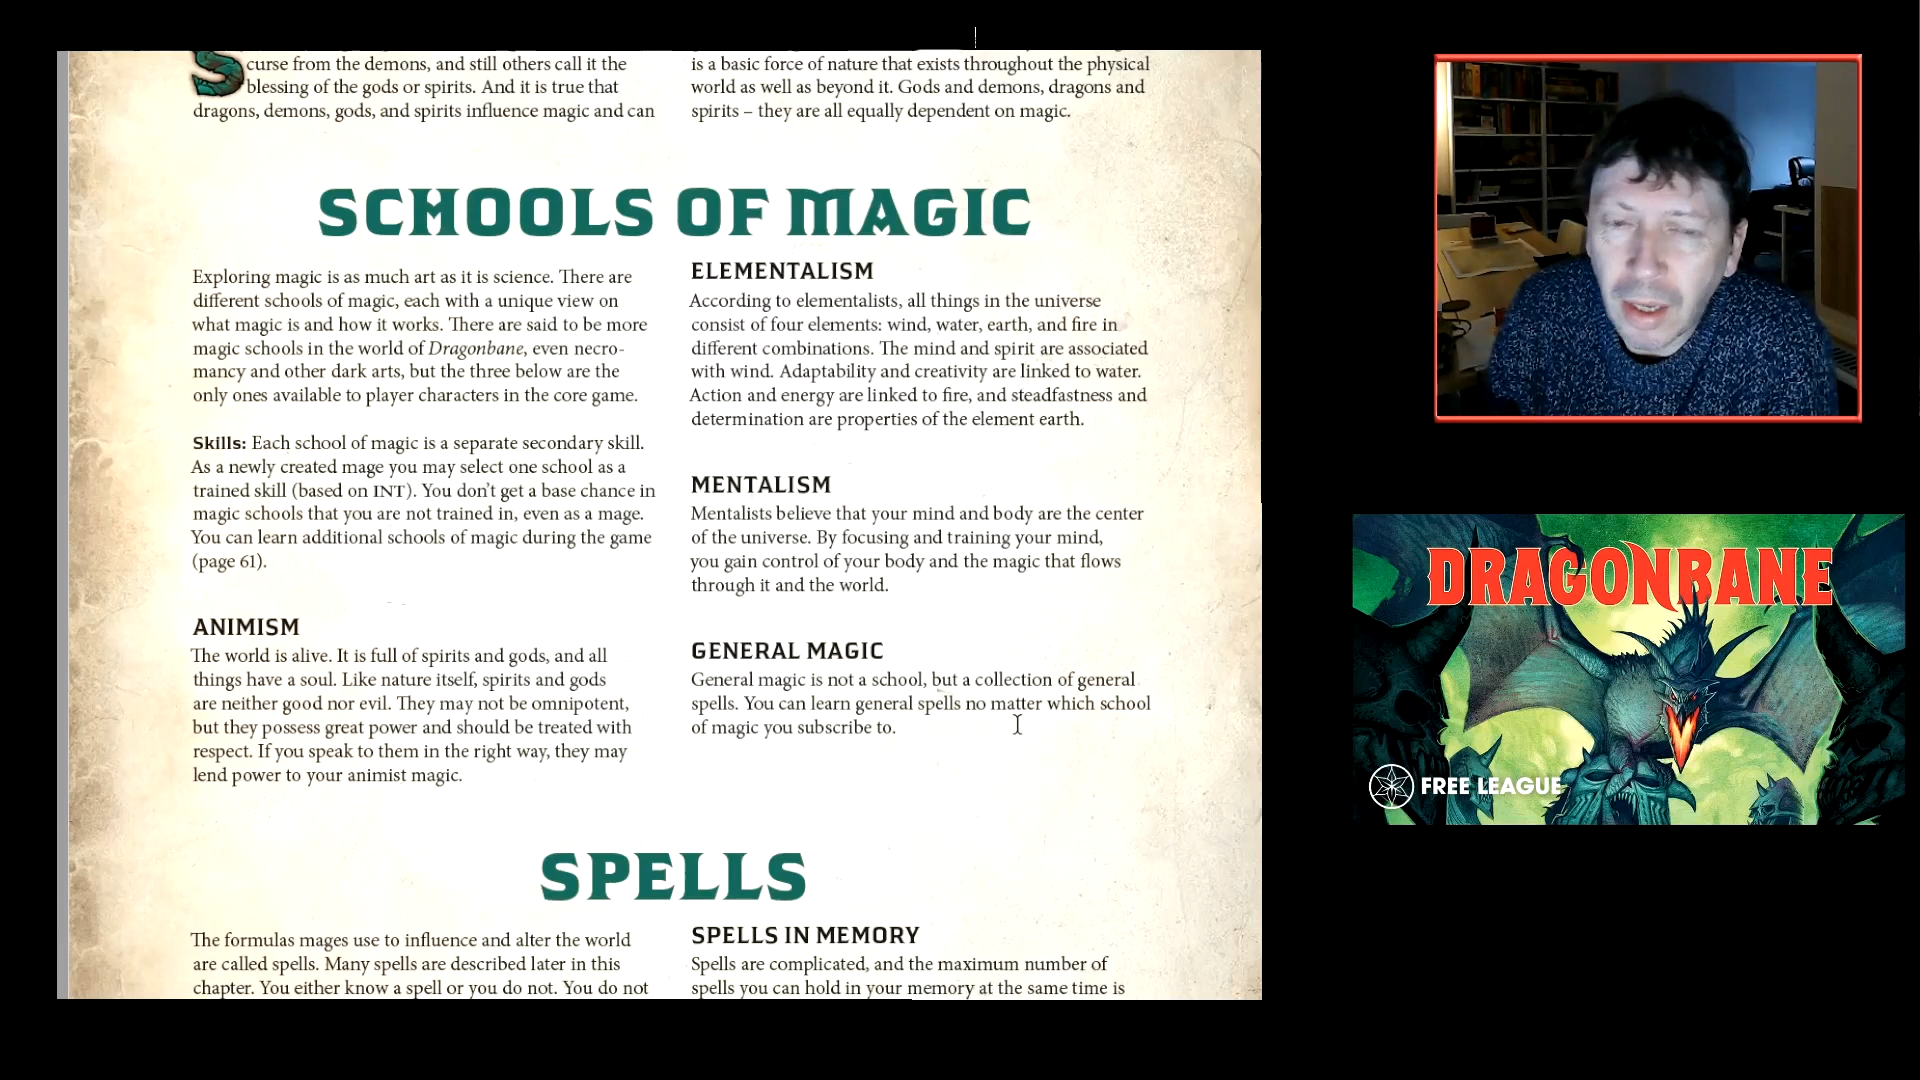 curse from the demons, and still others call it the
blessing of the gods or spirits. And it is true that
dragons, demons, gods, and spirits influence magic and can
is a basic force of nature that exists throughout the physical
world as well as beyond it. Gods and demons, dragons and
spirits – they are all equally dependent on magic.
SCHOOLS OF MAGIC
Exploring magic is as much art as it is science. There are
different schools of magic, each with a unique view on
what magic is and how it works. There are said to be more
magic schools in the world of Dragonbane, even necro-
mancy and other dark arts, but the three below are the
only ones available to player characters in the core game.
Skills: Each school of magic is a separate secondary skill.
As a newly created mage you may select one school as a
trained skill (based on INT). You don't get a base chance in
magic schools that you are not trained in, even as a mage.
You can learn additional schools of magic during the game
(page 61).
ANIMISM
The world is alive. It is full of spirits and gods, and all
things have a soul. Like nature itself, spirits and gods
are neither good nor evil. They may not be omnipotent,
but they possess great power and should be treated with
respect. If you speak to them in the right way, they may
lend power to your animist magic.
ELEMENTALISM
According to elementalists, all things in the universe
consist of four elements: wind, water, earth, and fire in
different combinations. The mind and spirit are associated
with wind. Adaptability and creativity are linked to water.
Action and energy are linked to fire, and steadfastness and
determination are properties of the element earth.
MENTALISM
Mentalists believe that your mind and body are the center
of the universe. By focusing and training your mind,
you gain control of your body and the magic that flows
through it and the world.
GENERAL MAGIC
General magic is not a school, but a collection of general
spells. You can learn general spells no matter which school
of magic you subscribe to.
SPELLS
The formulas mages use to influence and alter the world
are called spells. Many spells are described later in this
chapter. You either know a spell or you do not. You do not
SPELLS IN MEMORY
Spells are complicated, and the maximum number of
spells you can hold in your memory at the same time is
DRAGONBANE
FREE LEAGUE